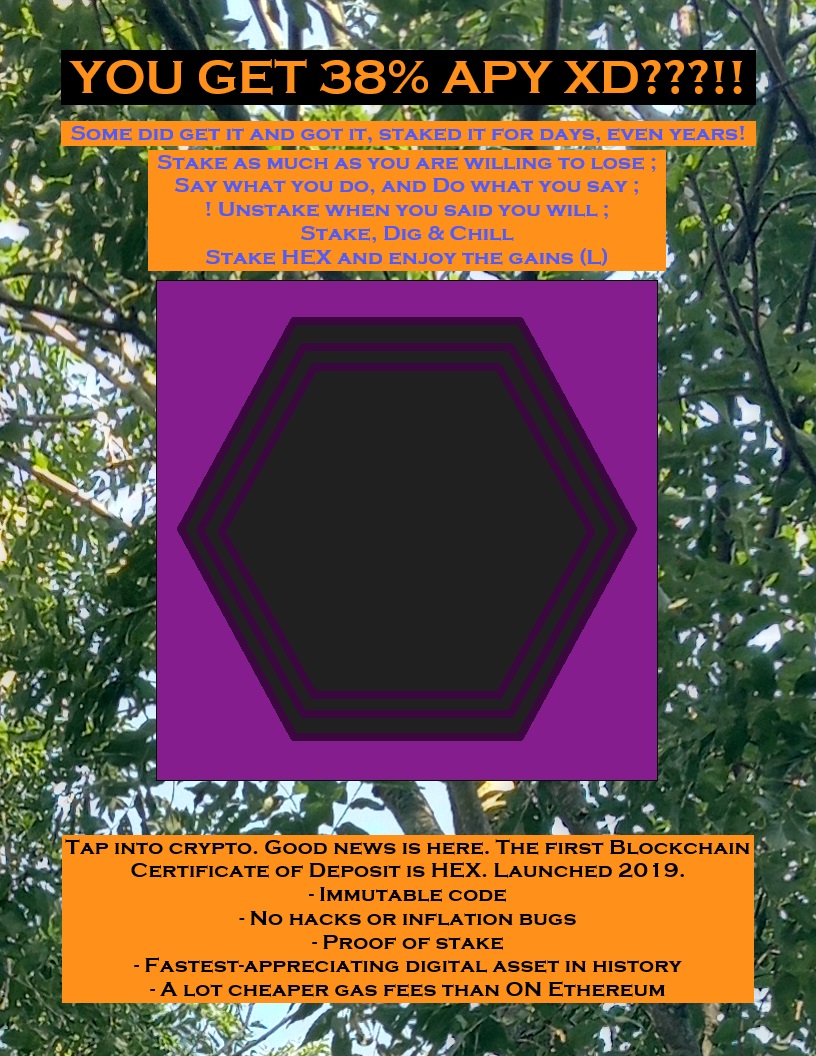 YOU GET 38% APY XD???!!
Some did get it and got it, staked it for days, even years!
Stake as much as you are willing to lose ;
Say what you do, and Do what you say ;
! Unstake when you said you will ;
Stake, Dig & Chill
Stake HEX and enjoy the gains (L)
Tap into crypto. Good news is here. The first Blockchain
Certificate of Deposit is HEX. Launched 2019.
- Immutable code
- No hacks or inflation bugs
- Proof of stake
- Fastest-appreciating digital asset in history
- A lot cheaper gas fees than ON Ethereum